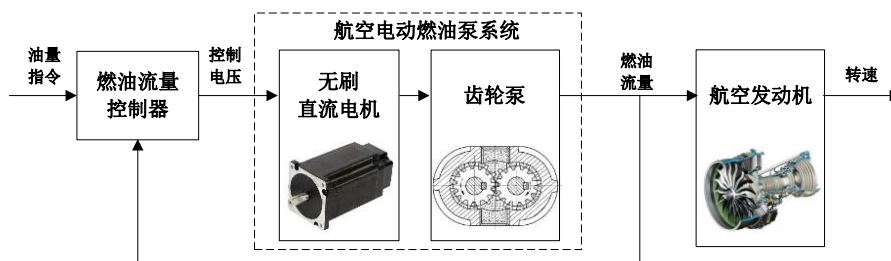 航空电动燃油泵系统
油量
指令
燃油流量
控制器
控制
电压
无刷
直流电机
齿轮泵
燃油
流量
航空发动机
转速